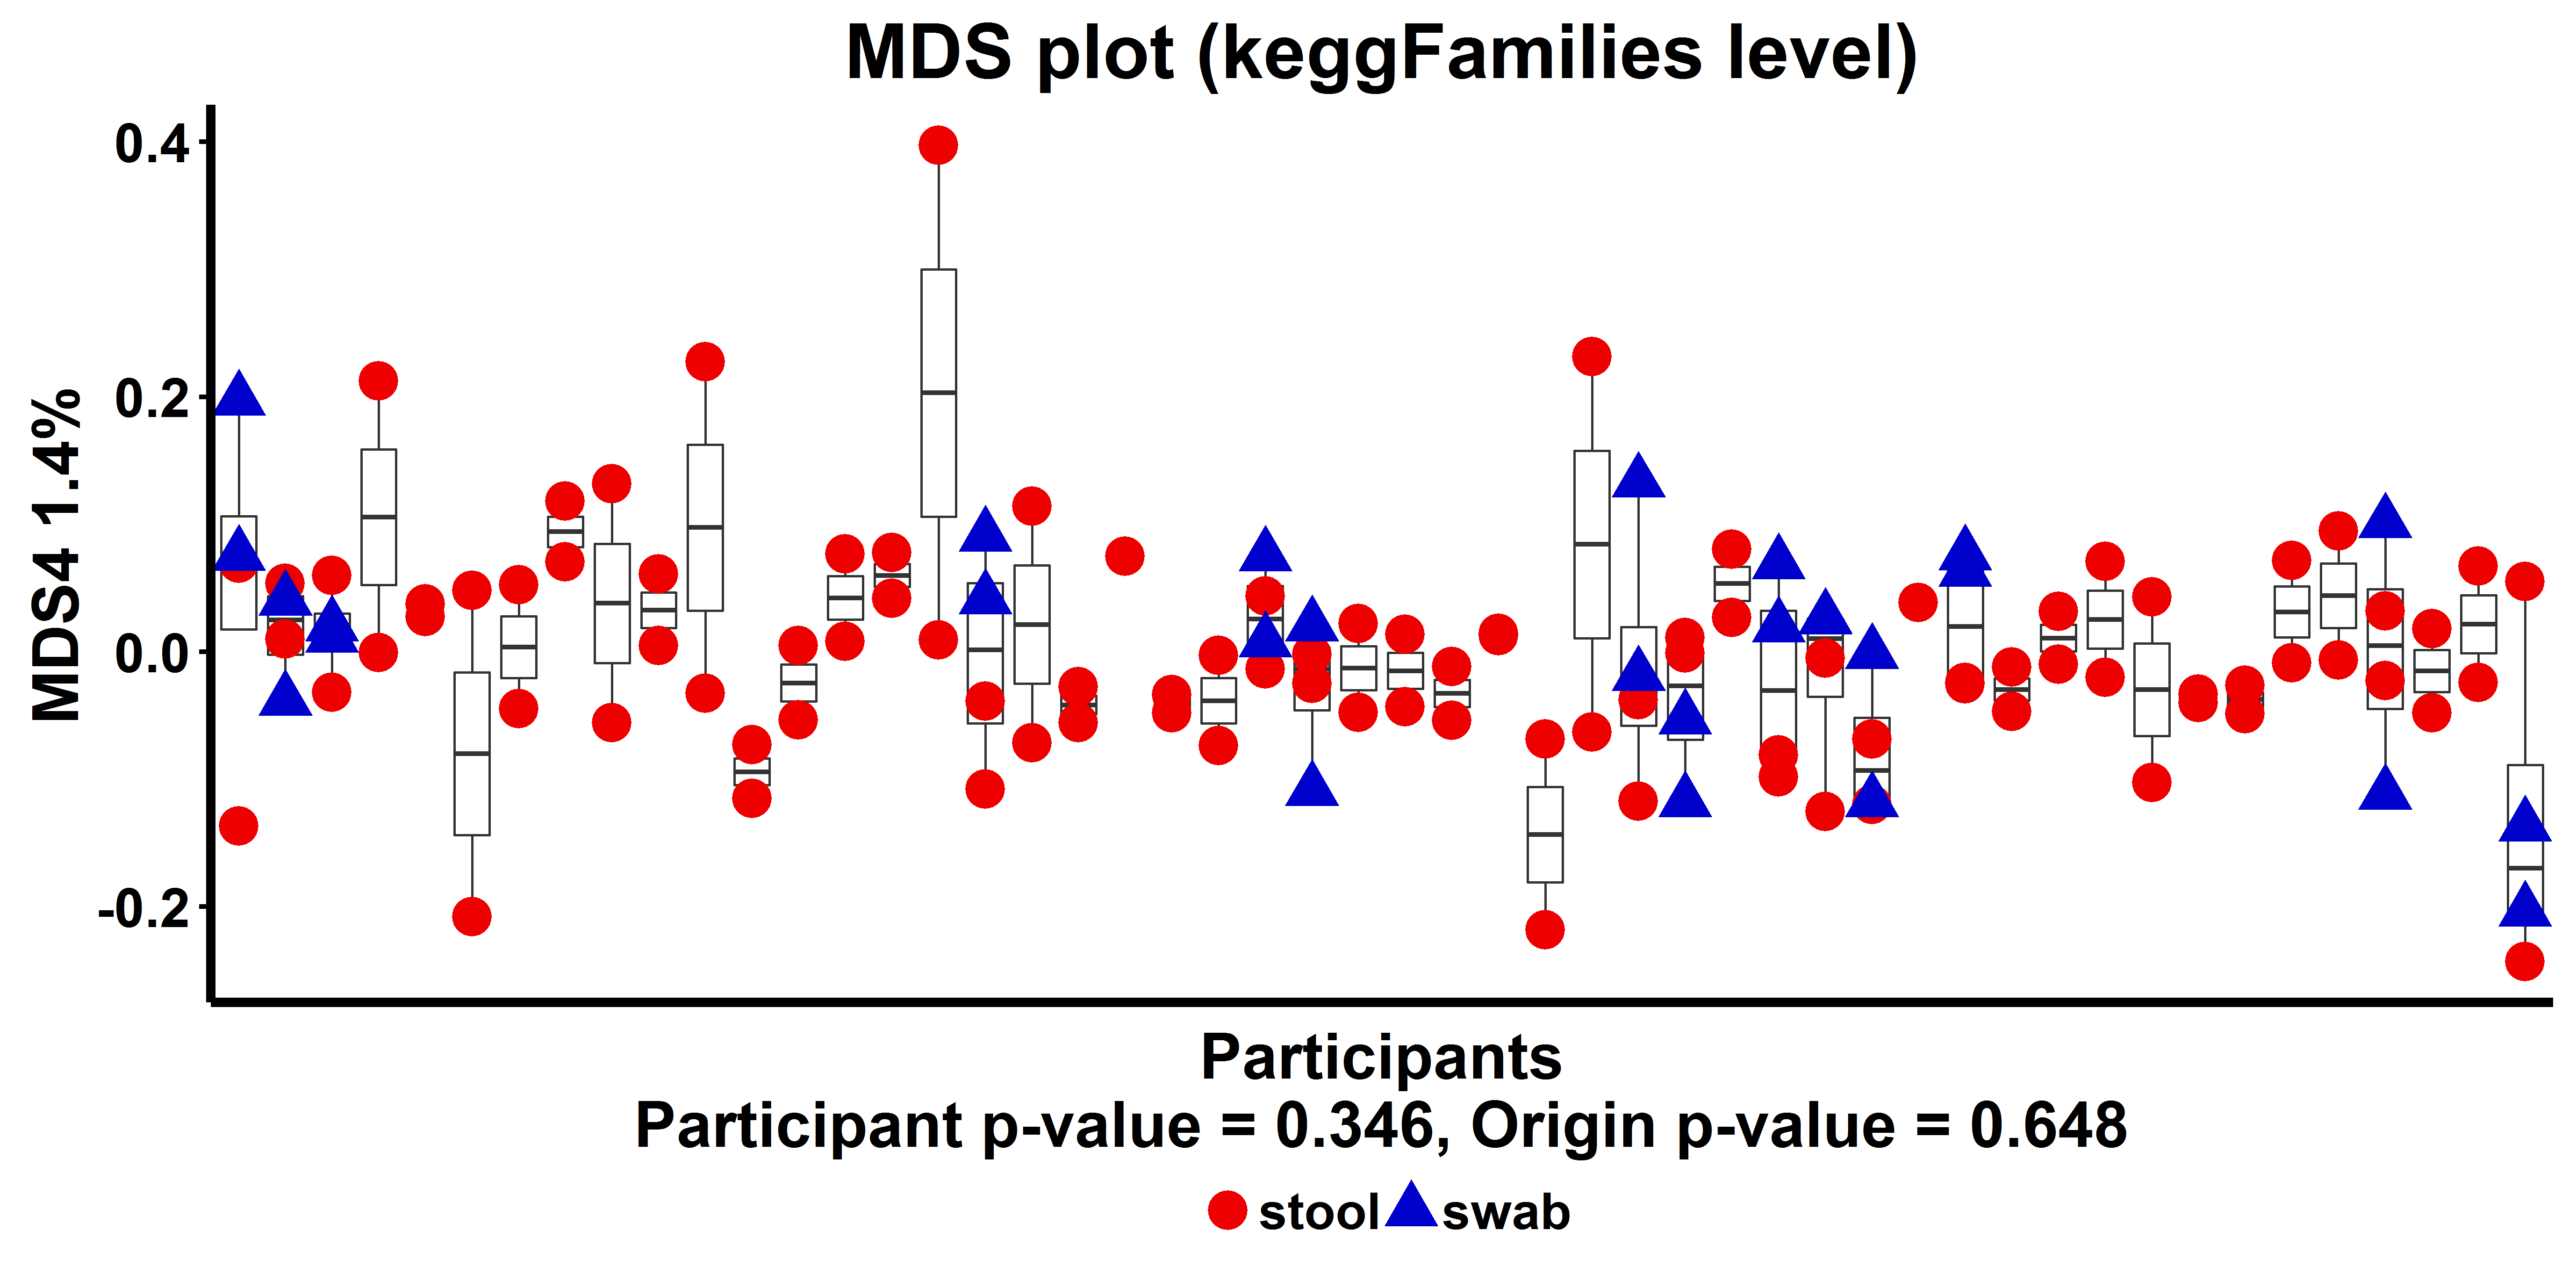 MDS plot (keggFamilies level)
0.4
0.2
0.0
-0.2
MDS4 1.4%
Participants
Participant p-value = 0.346, Origin p-value = 0.648
stool swab